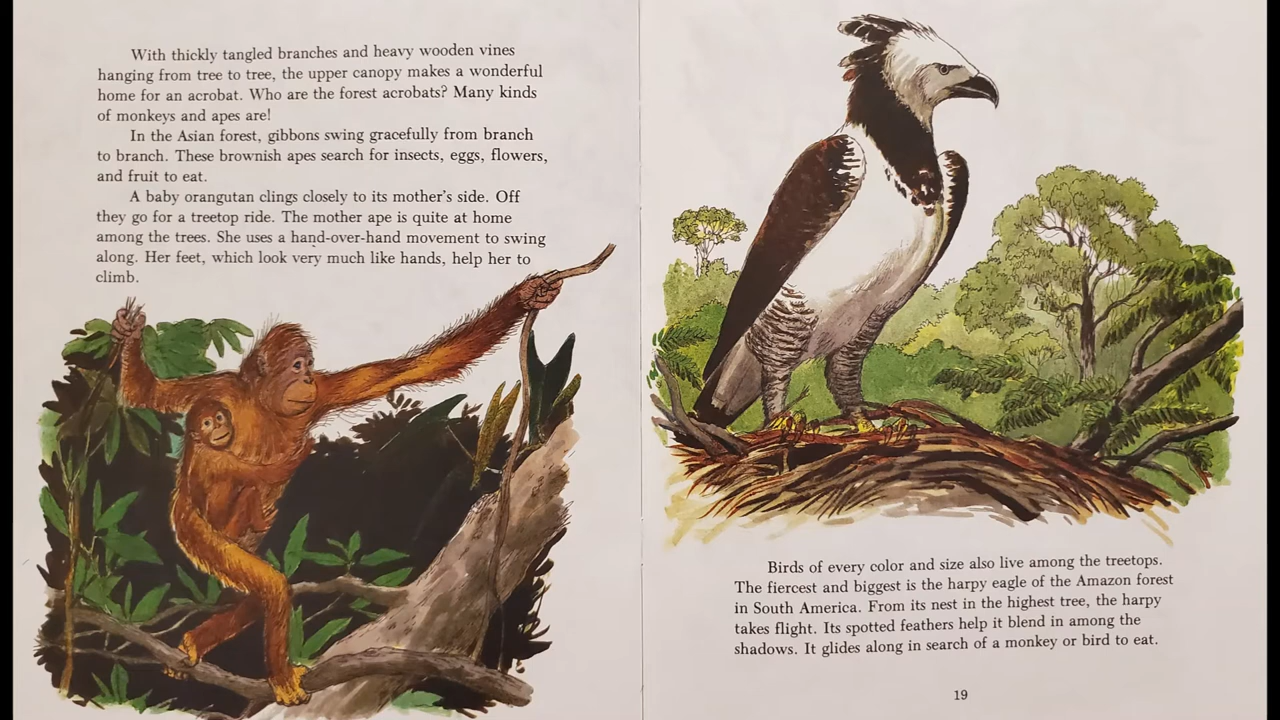 With thickly tangled branches and heavy wooden vines
hanging from tree to tree, the upper canopy makes a wonderful
home for an acrobat. Who are the forest acrobats? Many kinds
of monkeys and apes are!
In the Asian forest, gibbons swing gracefully from branch
to branch. These brownish apes search for insects, eggs, flowers,
and fruit to eat.
A baby orangutan clings closely to its mother's side. Off
they go for a treetop ride. The mother ape is quite at home
among the trees. She uses a hand-over-hand movement to swing
along. Her feet, which look very much like hands, help her to
climb.
Birds of every color and size also live among the treetops.
The fiercest and biggest is the harpy eagle of the Amazon forest
in South America. From its nest in the highest tree, the harpy
takes flight. Its spotted feathers help it blend in among the
shadows. It glides along in search of a monkey or bird to eat.
19